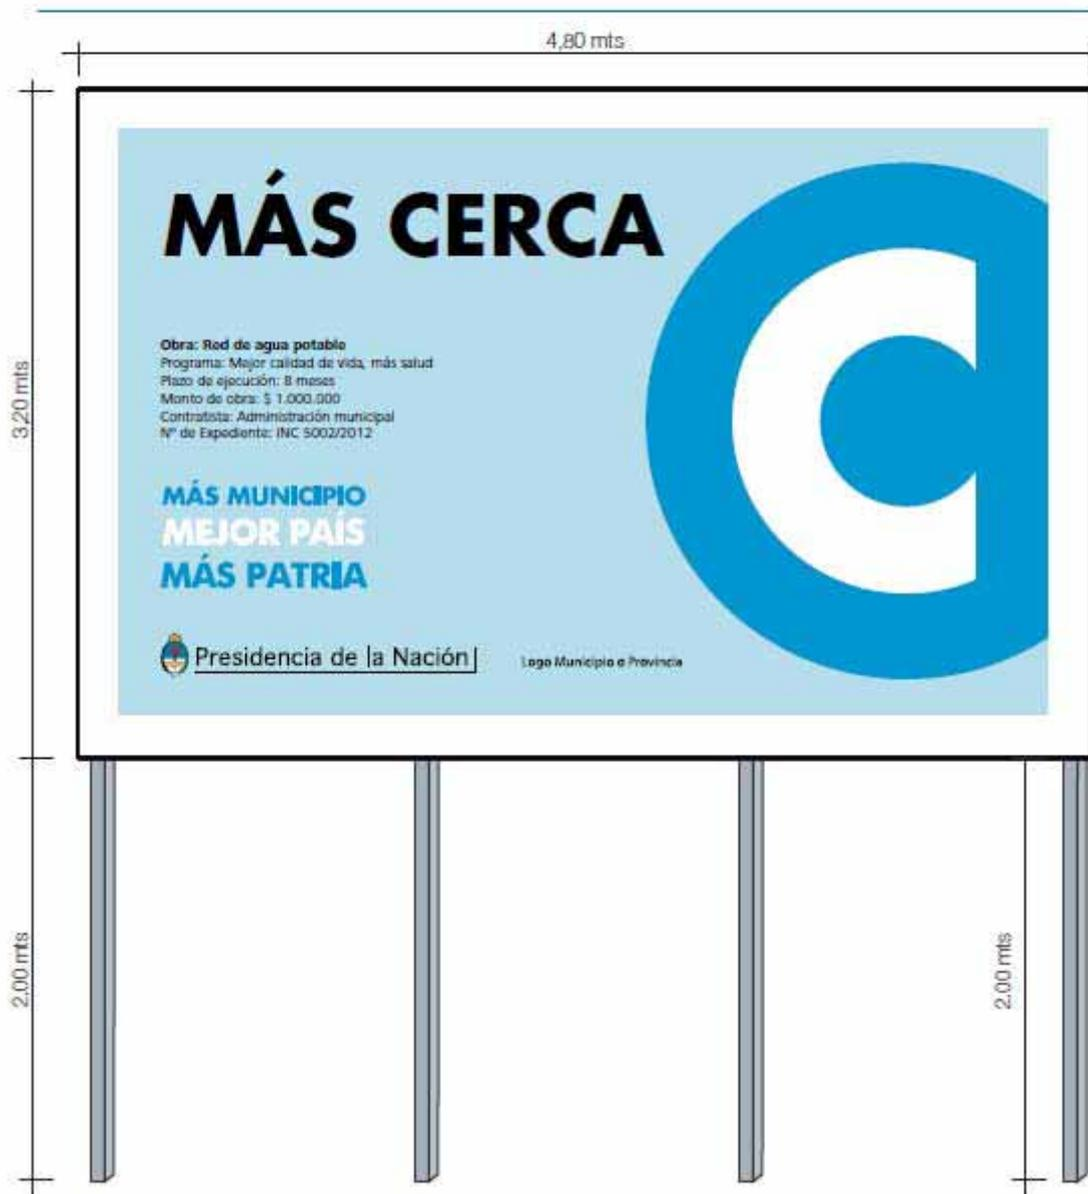 4,80 mts
3,20 mts
MÁS CERCA
Obra: Red de agua potable
Programa: Mejor calidad de vida, más salud
Plazo de ejecución: 8 meses
Monto de obra: $ 1.000.000
Contratista: Administración municipal
Nº de Expediente: INC 5002/2012
MÁS MUNICIPIO
MEJOR PAÍS
MÁS PATRIA
Presidencia de la Nación
Logo Municipio o Provincia
C
2.00 mts
2.00 mts